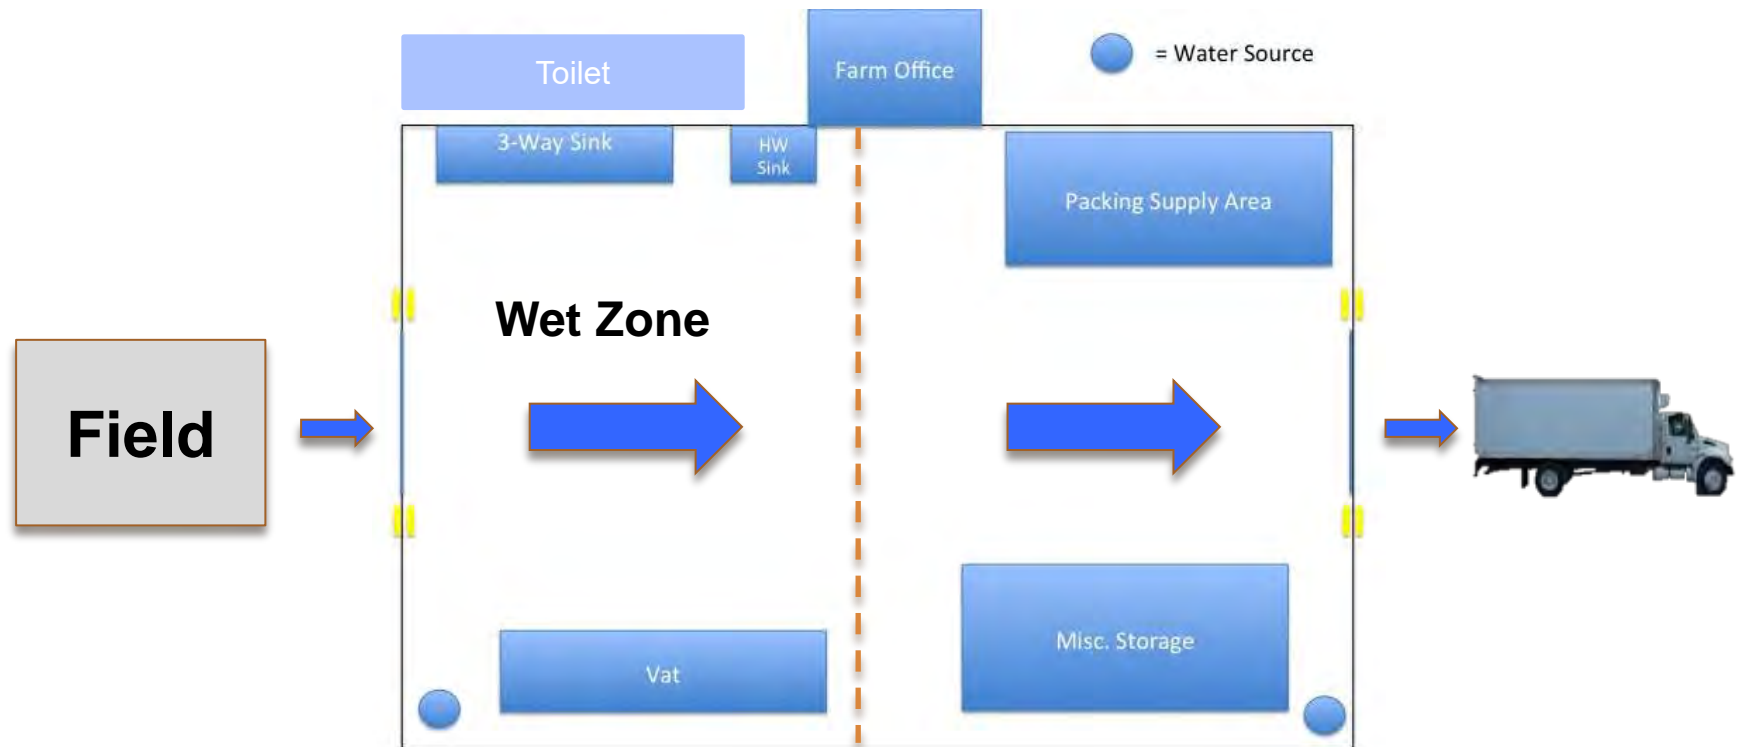 Toilet
Farm Office
= Water Source
3-Way Sink
HW
Sink
Packing Supply Area
Wet Zone
Field
Misc. Storage
Vat